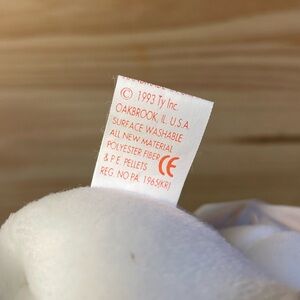 © 1993 Ty Inc.
OAKBROOK, IL. U.S.A.
SURFACE WASHABLE
ALL NEW MATERIAL
POLYESTER FIBER
& P.E. PELLETS CE
REG. NO PA. 1965(KR)